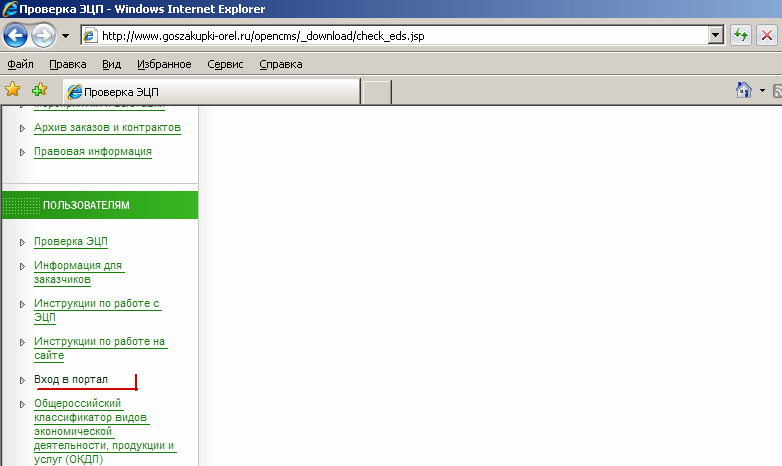 Проверка ЭЦП - Windows Internet Explorer
http://www.goszakupki-orel.ru/opencms/_download/check_eds.jsp
Файл Правка Вид Избранное Сервис Справка
Проверка ЭЦП
Архив заказов и контрактов
Правовая информация
ПОЛЬЗОВАТЕЛЯМ
Проверка ЭЦП
Информация для
заказчиков
Инструкции по работе с
ЭЦП
Инструкции по работе на
сайте
Вход в портал
Общероссийский
классификатор видов
экономической
деятельности, продукции и
услуг (ОКДП)